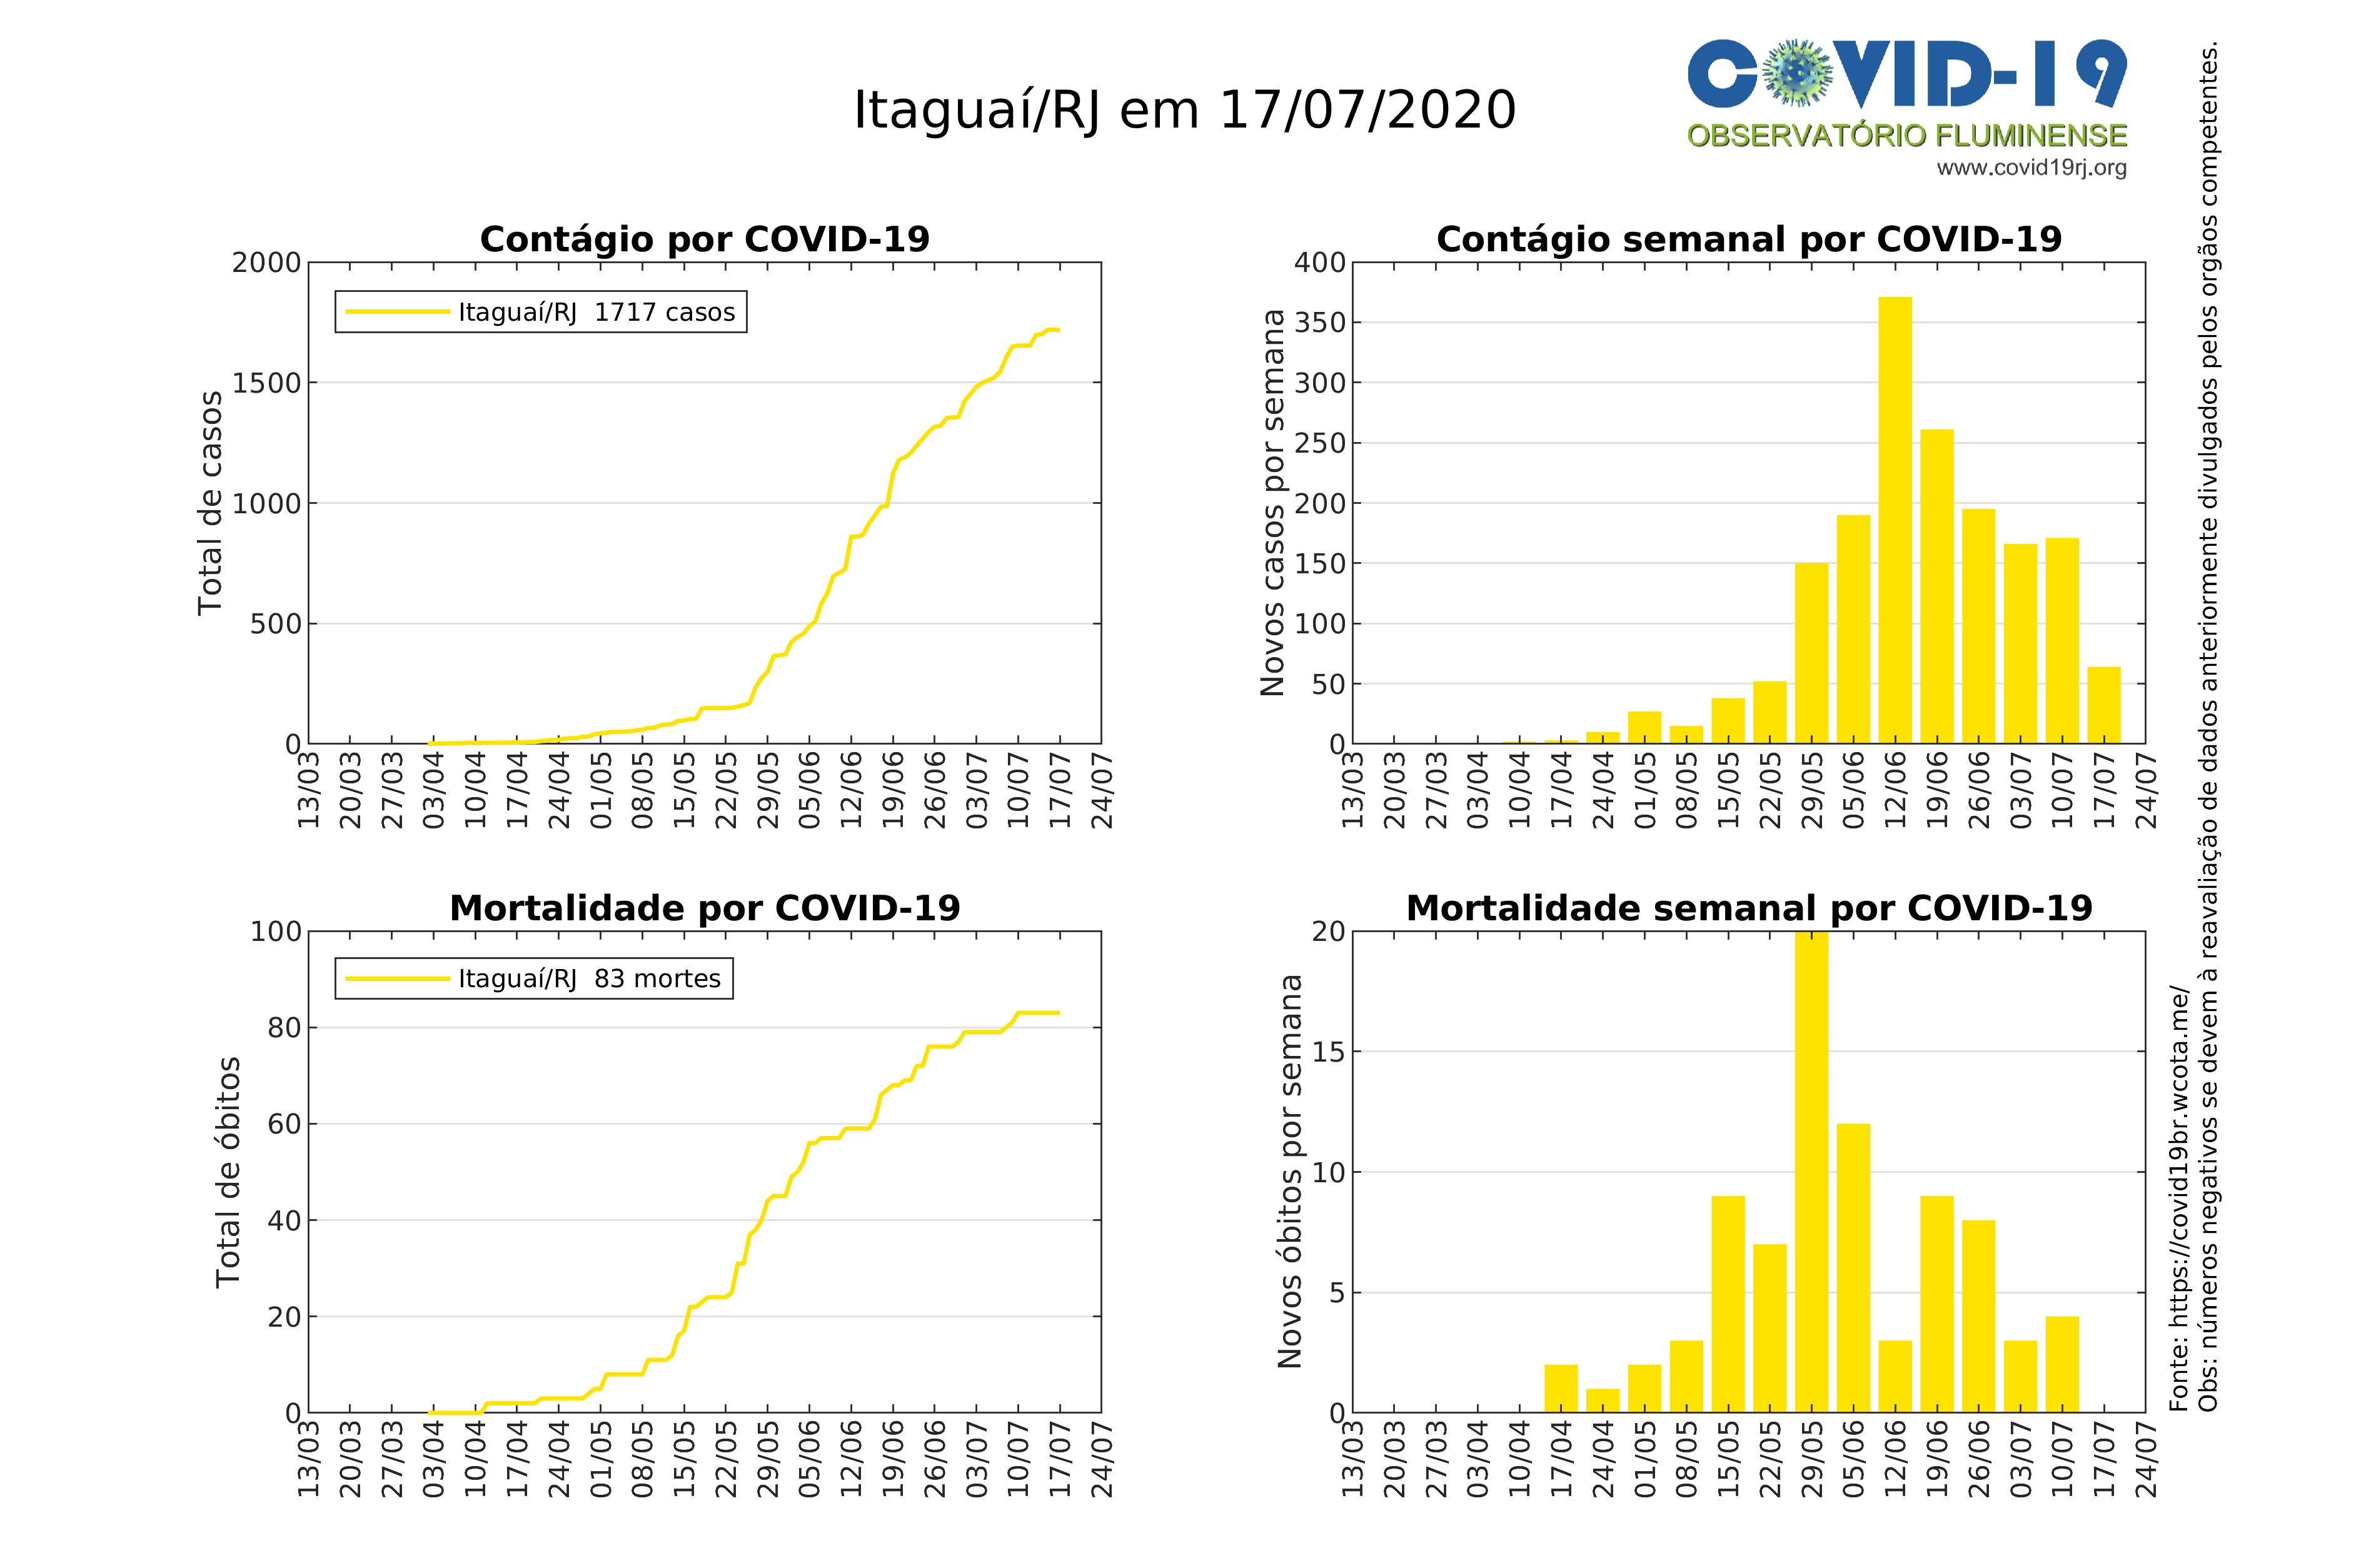 Itaguaí/RJ em 17/07/2020
COVID-19
OBSERVATÓRIO FLUMINENSE
www.covid19rj.org
Contágio por COVID-19
Total de casos
2000
1500
1000
500
0
Itaguaí/RJ 1717 casos
13/03 20/03 27/03 03/04 10/04 17/04 24/04 01/05 08/05 15/05 22/05 29/05 05/06 12/06 19/06 26/06 03/07 10/07 17/07 24/07
Contágio semanal por COVID-19
Novos casos por semana
400
350
300
250
200
150
100
50
0
13/03 20/03 27/03 03/04 10/04 17/04 24/04 01/05 08/05 15/05 22/05 29/05 05/06 12/06 19/06 26/06 03/07 10/07 17/07 24/07
Mortalidade por COVID-19
Total de óbitos
100
80
60
40
20
0
Itaguaí/RJ 83 mortes
13/03 20/03 27/03 03/04 10/04 17/04 24/04 01/05 08/05 15/05 22/05 29/05 05/06 12/06 19/06 26/06 03/07 10/07 17/07 24/07
Mortalidade semanal por COVID-19
Novos óbitos por semana
20
15
10
5
0
13/03 20/03 27/03 03/04 10/04 17/04 24/04 01/05 08/05 15/05 22/05 29/05 05/06 12/06 19/06 26/06 03/07 10/07 17/07 24/07
Fonte: https://covid19br.wcota.me/
Obs: números negativos se devem à reavaliação de dados anteriormente divulgados pelos orgãos competentes.